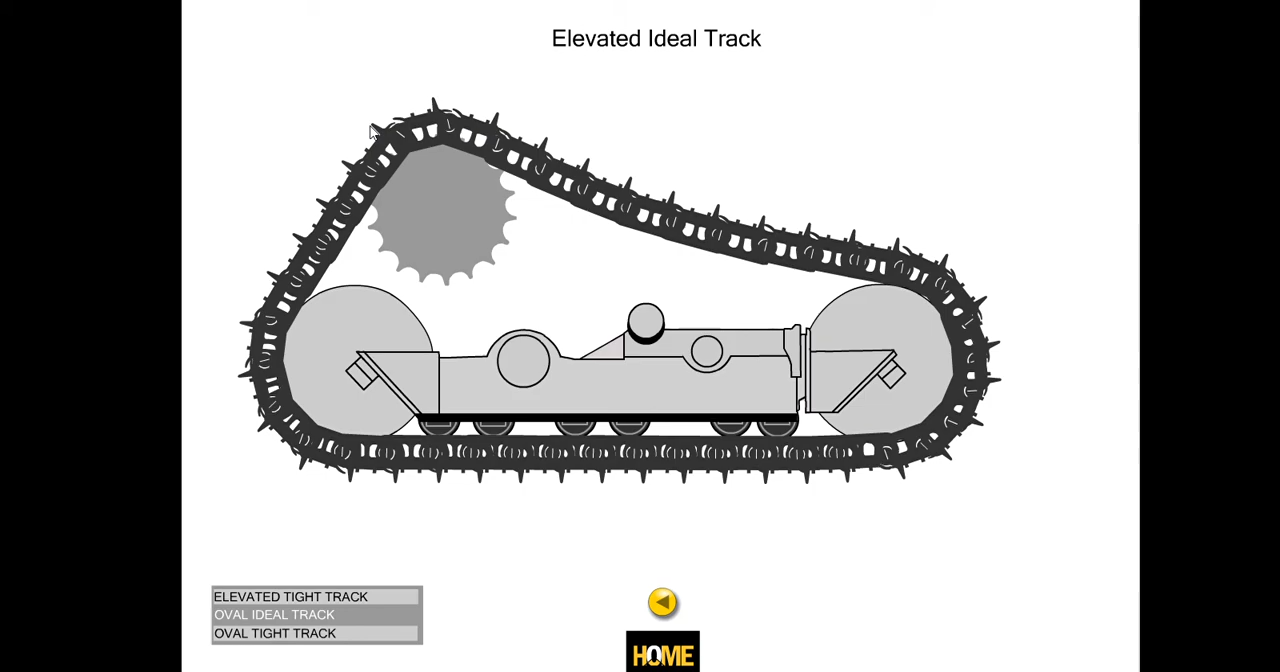 Elevated Ideal Track
ELEVATED TIGHT TRACK
OVAL IDEAL TRACK
OVAL TIGHT TRACK
HOME